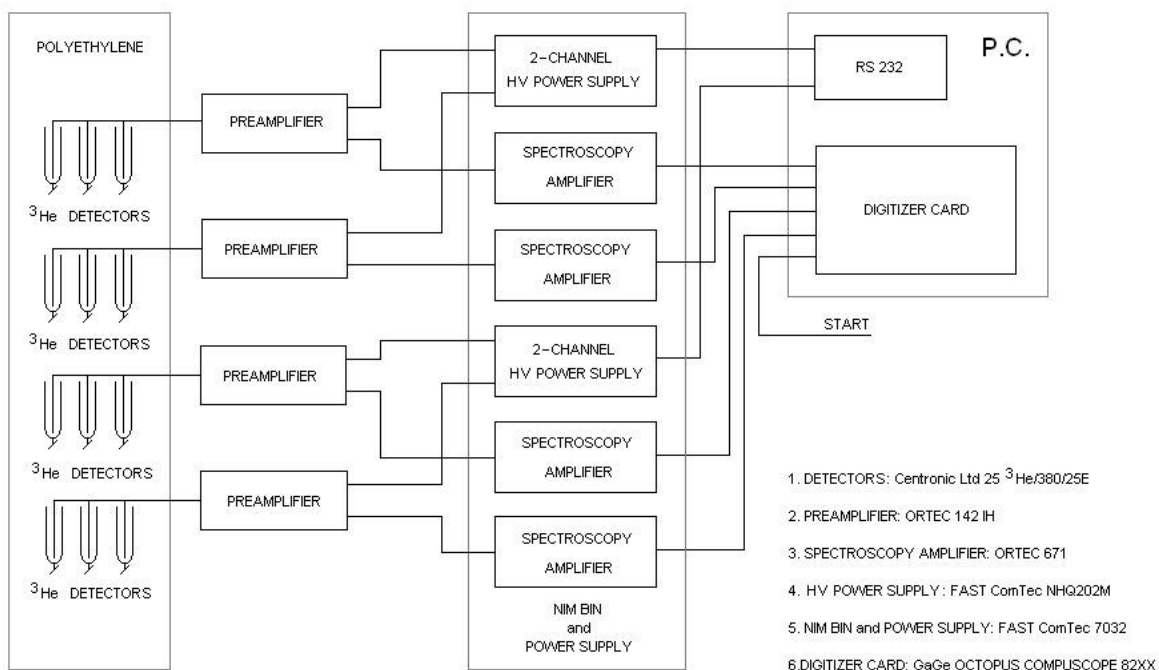 POLYETHYLENE
³He DETECTORS
³He DETECTORS
³He DETECTORS
³He DETECTORS
PREAMPLIFIER
PREAMPLIFIER
PREAMPLIFIER
PREAMPLIFIER
2-CHANNEL
HV POWER SUPPLY
SPECTROSCOPY
AMPLIFIER
SPECTROSCOPY
AMPLIFIER
2-CHANNEL
HV POWER SUPPLY
SPECTROSCOPY
AMPLIFIER
SPECTROSCOPY
AMPLIFIER
NIM BIN
and
POWER SUPPLY
P.C.
RS 232
DIGITIZER CARD
START
1. DETECTORS: Centronic Ltd 25 ³He/380/25E
2. PREAMPLIFIER: ORTEC 142 IH
3. SPECTROSCOPY AMPLIFIER: ORTEC 671
4. HV POWER SUPPLY: FAST ComTec NHQ202M
5. NIM BIN and POWER SUPPLY: FAST ComTec 7032
6.DIGITIZER CARD: GaGe OCTOPUS COMPUSCOPE 82XX